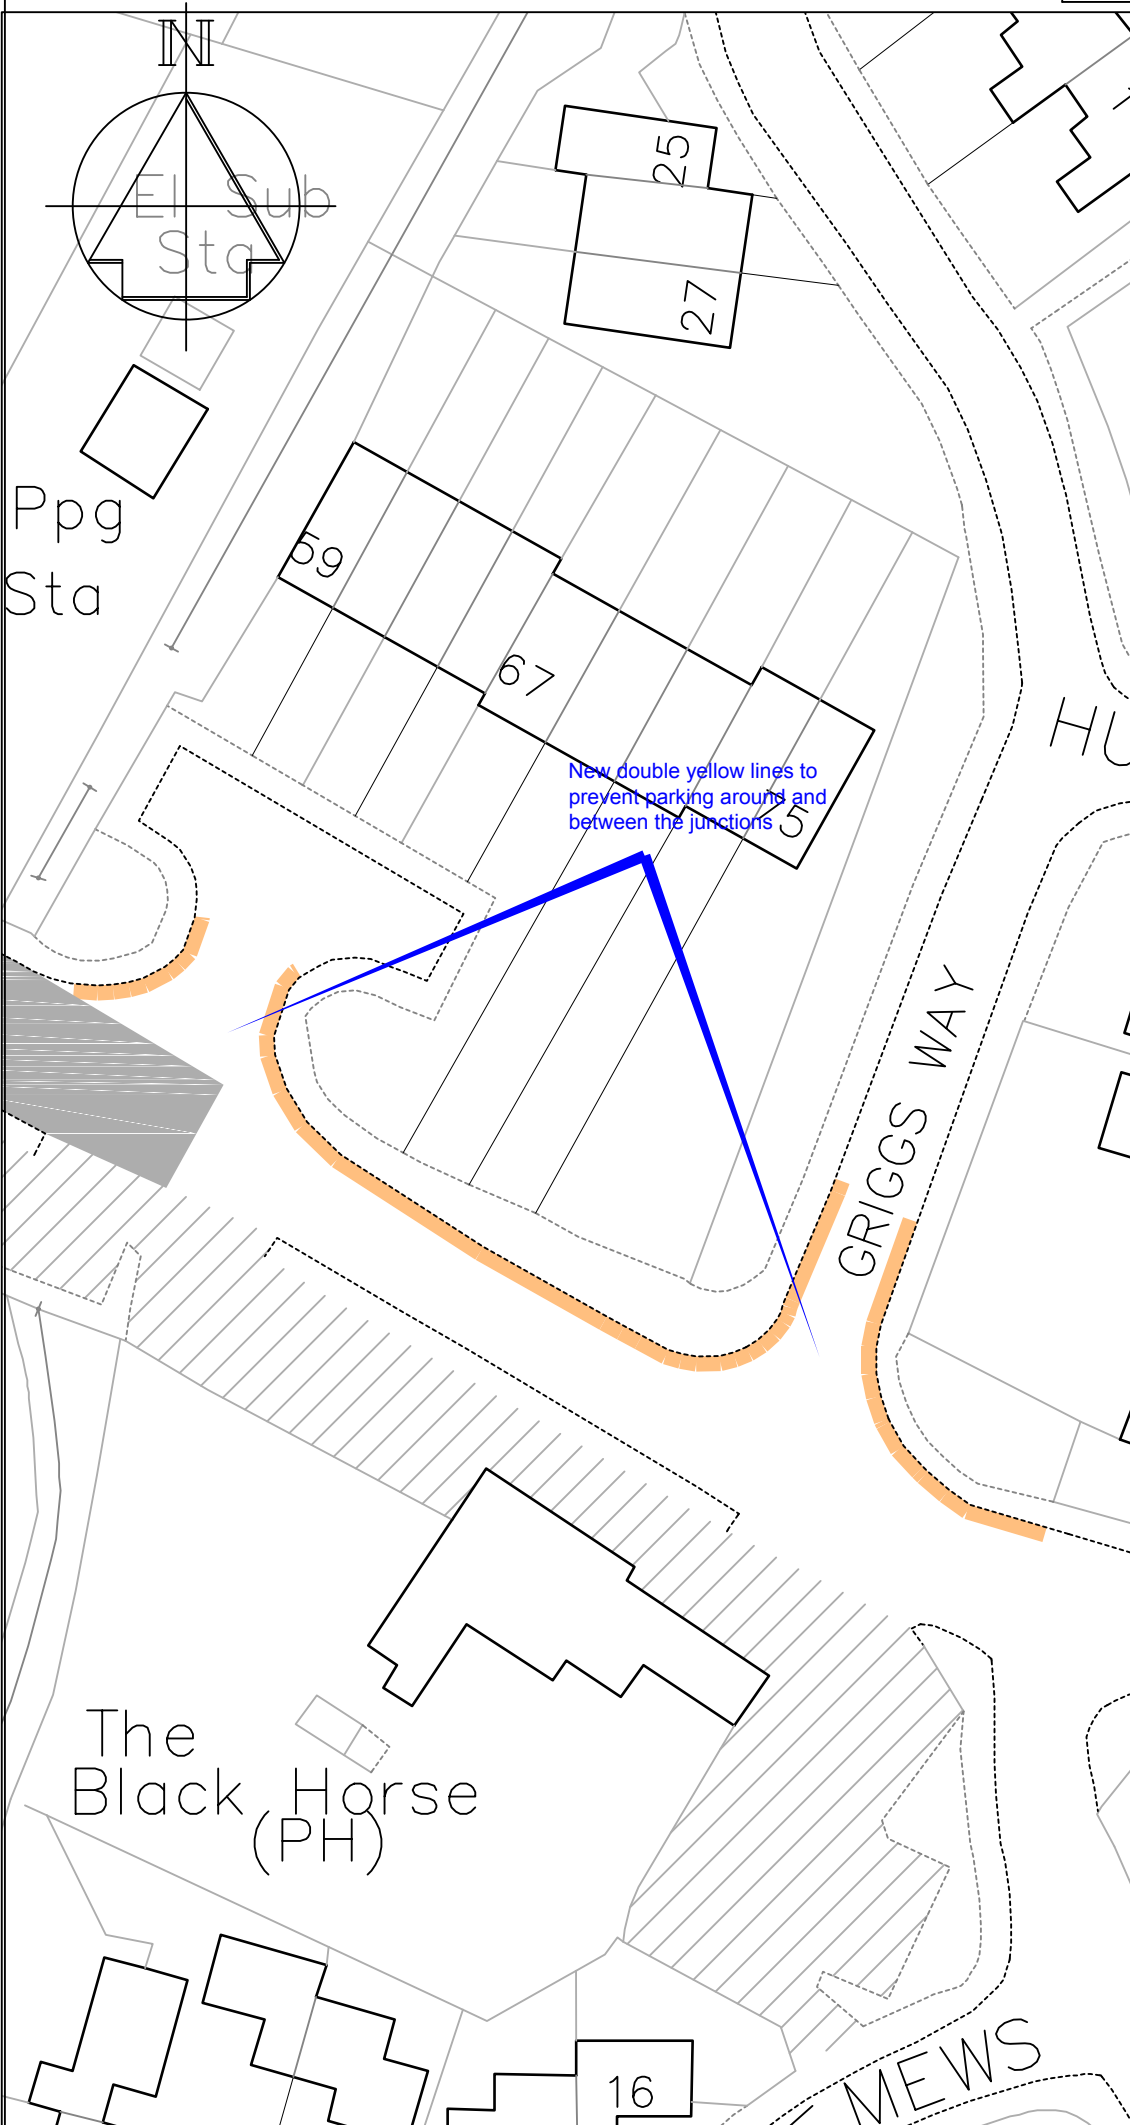 N
El Sub
Sta
25
27
Ppg
Sta
59
67
HU
New double yellow lines to
prevent parking around and
between the junctions
75
GRIGGS WAY
The
Black Horse
(PH)
MEWS
16